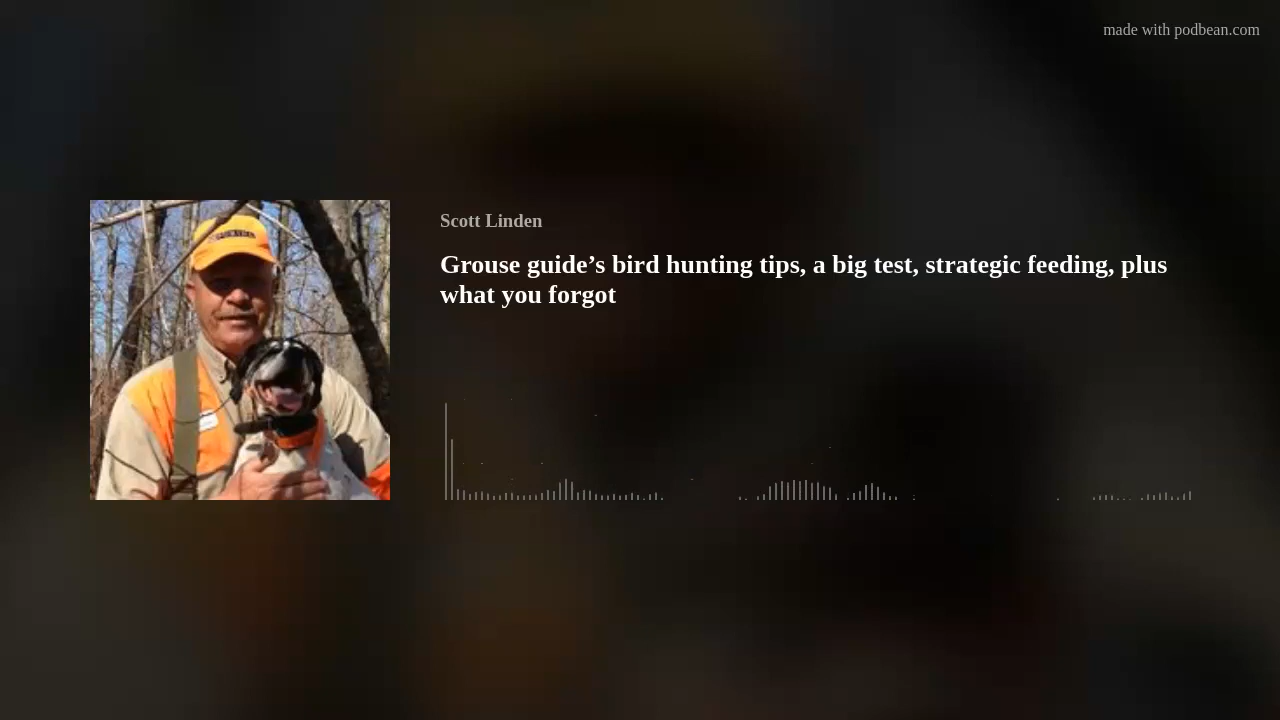 made with podbean.com
Scott Linden
Grouse guide’s bird hunting tips, a big test, strategic feeding, plus
what you forgot